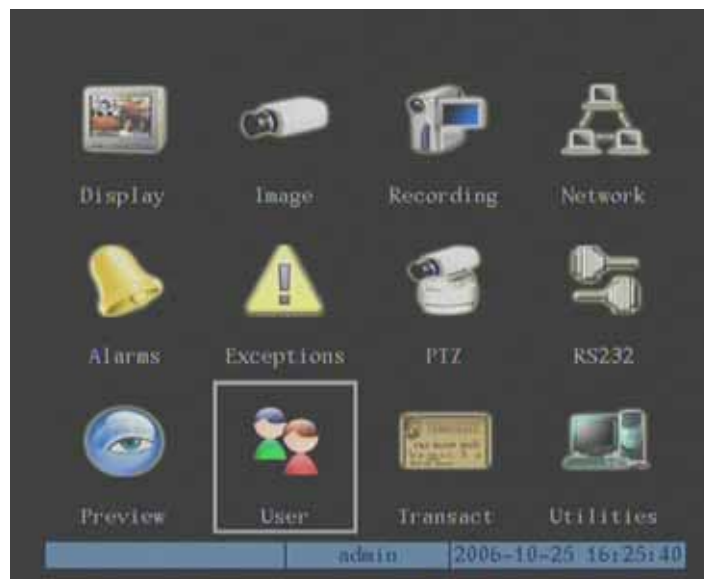 Display Image Recording Network
Alarms Exceptions PTZ RS232
Preview User Transact Utilities
admin 2006-10-25 16:25:40